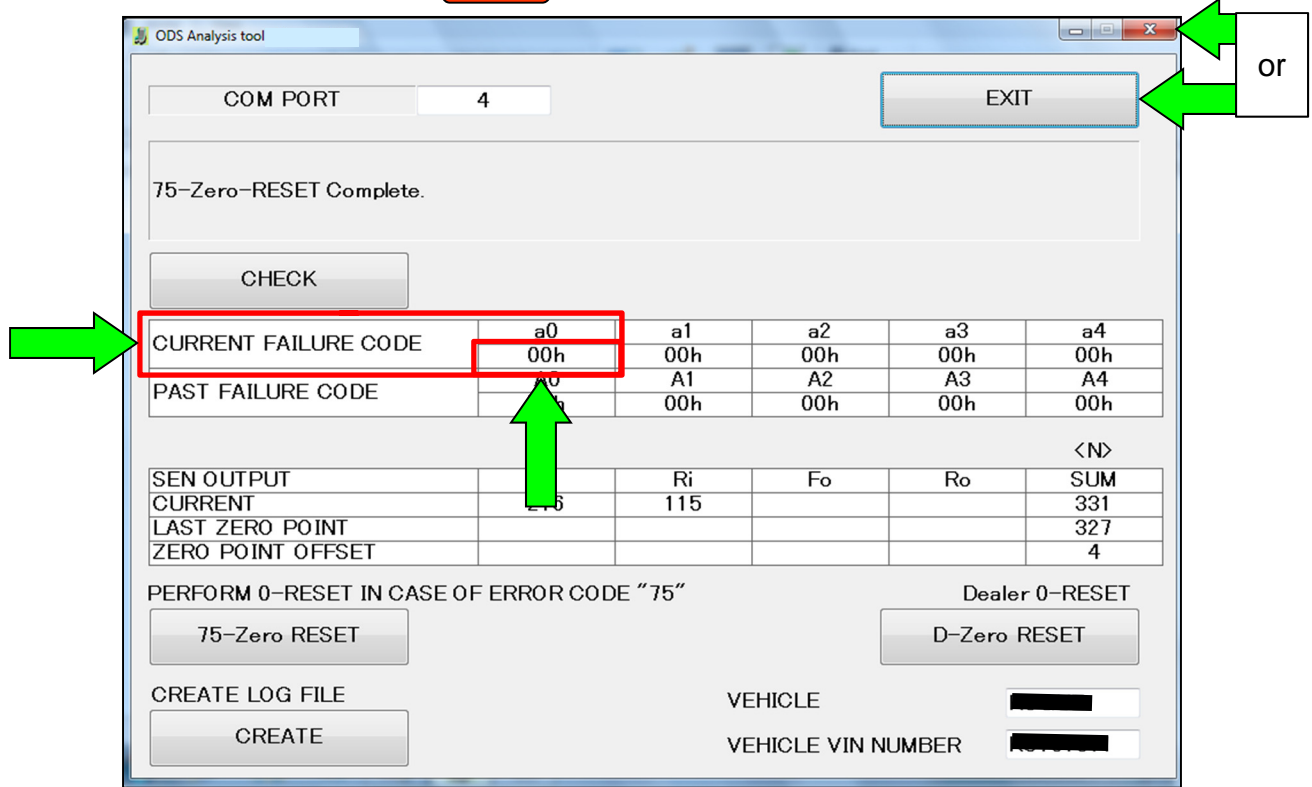 ODS Analysis tool
or
COM PORT 4 EXIT
75-Zero-RESET Complete.
CHECK
CURRENT FAILURE CODE a0 a1 a2 a3 a4
00h 00h 00h 00h 00h
PAST FAILURE CODE A0 A1 A2 A3 A4
00h 00h 00h
<N>
SEN OUTPUT Ri Fo Ro SUM
CURRENT 115 331
LAST ZERO POINT 327
ZERO POINT OFFSET 4
PERFORM 0-RESET IN CASE OF ERROR CODE "75" Dealer 0-RESET
75-Zero RESET D-Zero RESET
CREATE LOG FILE
VEHICLE
CREATE
VEHICLE VIN NUMBER